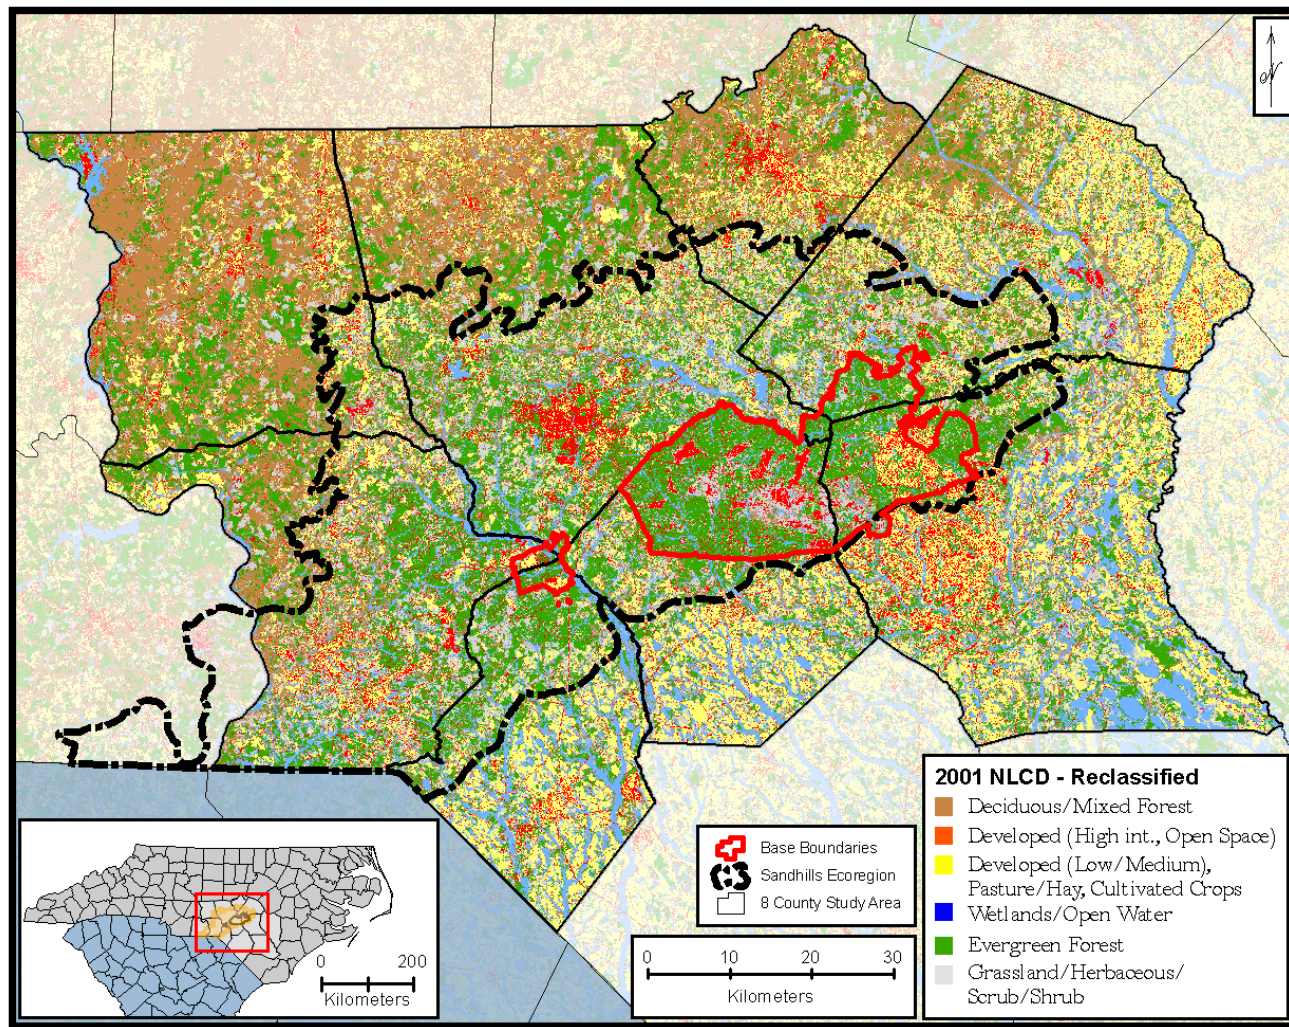 N
2001 NLCD - Reclassified
Deciduous/Mixed Forest
Developed (High int., Open Space)
Developed (Low/Medium),
Pasture/Hay, Cultivated Crops
Wetlands/Open Water
Evergreen Forest
Grassland/Herbaceous/
Scrub/Shrub
Base Boundaries
Sandhills Ecoregion
8 County Study Area
0 10 20 30
Kilometers
0 200
Kilometers